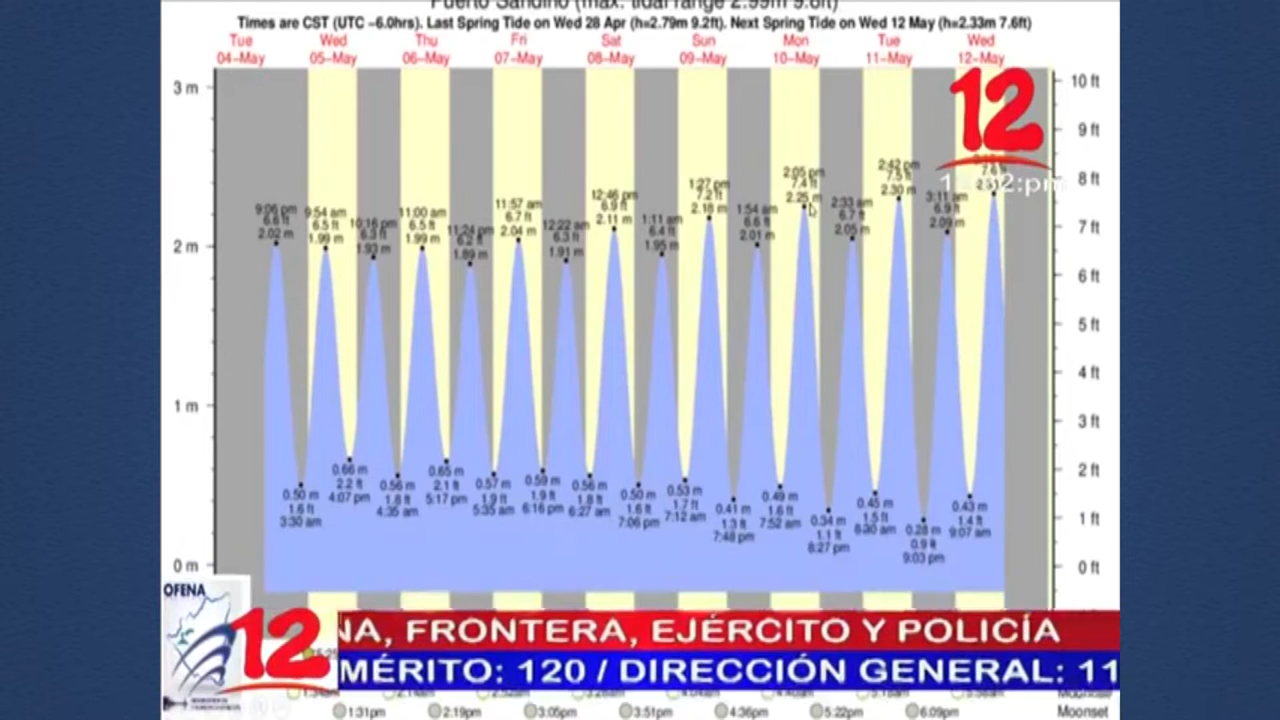 Puerto Sandino (max. tidal range 2.99m 9.8ft)
Times are CST (UTC −6.0hrs). Last Spring Tide on Wed 28 Apr (h=2.79m 9.2ft). Next Spring Tide on Wed 12 May (h=2.33m 7.6ft)
Tue Wed Thu Fri Sat Sun Mon Tue Wed
04−May 05−May 06−May 07−May 08−May 09−May 10−May 11−May 12−May
3 m
2 m
1 m
0 m
10 ft
9 ft
8 ft
7 ft
6 ft
5 ft
4 ft
3 ft
2 ft
1 ft
0 ft
12
9:06 pm
6.6 ft
2.02 m
9:54 am
6.5 ft
1.99 m
10:16 pm
6.3 ft
1.93 m
11:00 am
6.5 ft
1.99 m
11:24 pm
6.2 ft
1.89 m
11:57 am
6.7 ft
2.04 m
12:22 am
6.3 ft
1.91 m
12:46 pm
6.9 ft
2.11 m
1:11 am
6.4 ft
1.95 m
1:27 pm
7.2 ft
2.18 m
1:54 am
6.6 ft
2.01 m
2:05 pm
7.4 ft
2.25 m
2:33 am
6.7 ft
2.05 m
2:42 pm
7.5 ft
2.30 m
3:11 am
6.9 ft
2.09 m
0.50 m
1.6 ft
3:30 am
0.66 m
2.2 ft
4:07 pm
0.56 m
1.8 ft
4:35 am
0.65 m
2.1 ft
5:17 pm
0.57 m
1.9 ft
5:35 am
0.59 m
1.9 ft
6:16 pm
0.56 m
1.8 ft
6:27 am
0.50 m
1.6 ft
7:06 pm
0.53 m
1.7 ft
7:12 am
0.41 m
1.3 ft
7:48 pm
0.49 m
1.6 ft
7:52 am
0.34 m
1.1 ft
8:27 pm
0.45 m
1.5 ft
8:30 am
0.28 m
0.9 ft
9:03 pm
0.43 m
1.4 ft
9:07 am
OFENA
12
NA, FRONTERA, EJÉRCITO Y POLICÍA
MÉRITO: 120 / DIRECCIÓN GENERAL: 11
1:31pm 2:19pm 3:05pm 3:51pm 4:36pm 5:22pm 6:09pm Moonset